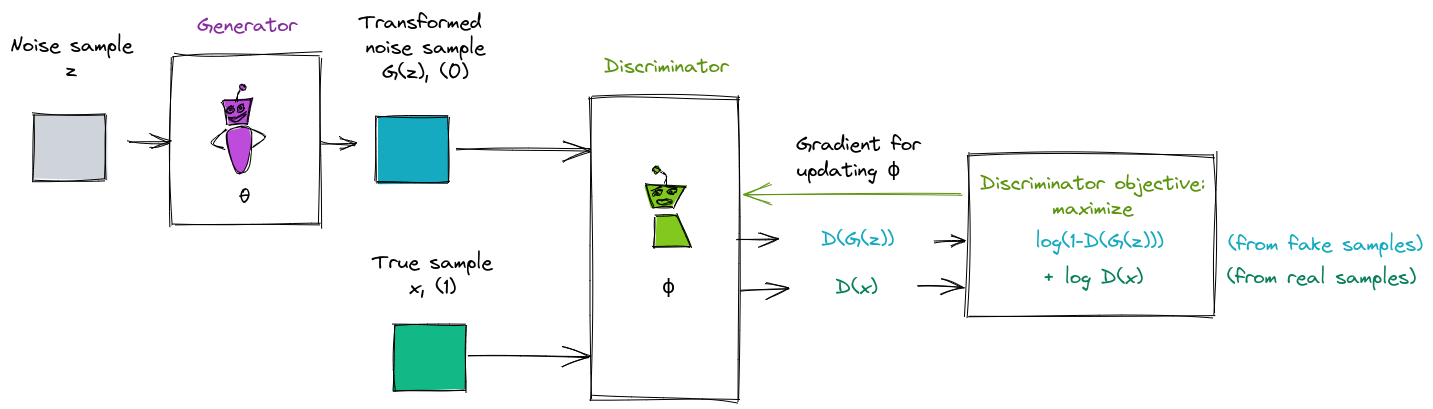 Noise sample
z
Generator
θ
Transformed
noise sample
G(z), (0)
True sample
x, (1)
Discriminator
ϕ
Gradient for
updating ϕ
D(G(z))
D(x)
Discriminator objective:
maximize
log(1-D(G(z)))
+ log D(x)
(from fake samples)
(from real samples)